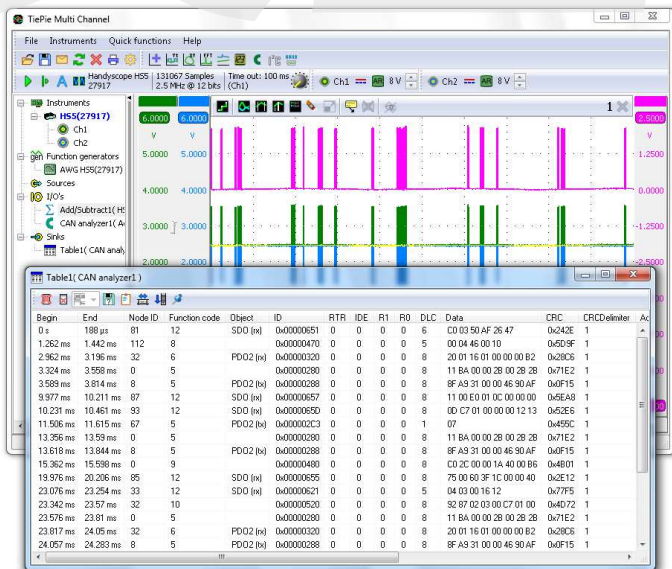 TiePie Multi Channel
File Instruments Quick functions Help
Handyscope HS5 27917 131067 Samples 2.5 MHz @ 12 bits Time out: 100 ms (Ch1) Ch1 AR 8 V Ch2 AR 8 V
Instruments
HS5(27917)
Ch1
Ch2
Function generators
AWG HS5(27917)
Sources
I/O's
Add/Subtract1( HS
CAN analyzer1( A
Sinks
Table1( CAN analy
1
6.0000 6.0000 2.5000
V V V
5.0000 5.0000 1.2500
4.0000 4.0000 0.0000
3.0000 3.0000 -1.2500
2.0000 2.0000 -2.5000
Table1( CAN analyzer1 )
Begin End Node ID Function code Object ID RTR IDE R1 R0 DLC Data CRC CRCDelimiter Ac
0 s 188 µs 81 12 SDO (rx) 0x00000651 0 0 0 0 6 C0 03 50 AF 26 47 0x242E 1
1.262 ms 1.442 ms 112 8 0x00000470 0 0 0 0 5 00 04 46 00 10 0x5D9F 1
2.962 ms 3.196 ms 32 6 PDO2 (rx) 0x00000320 0 0 0 0 8 20 01 16 01 00 00 00 B2 0x28C6 1
3.324 ms 3.558 ms 0 5 0x00000280 0 0 0 0 8 11 BA 00 00 2B 00 2B 2B 0x71E2 1
3.589 ms 3.814 ms 8 5 PDO2 (tx) 0x00000288 0 0 0 0 8 8F A9 31 00 00 46 90 AF 0x0F15 1
9.977 ms 10.211 ms 87 12 SDO (rx) 0x00000657 0 0 0 0 8 11 00 E0 01 0C 00 00 00 0x5EA8 1
10.231 ms 10.461 ms 93 12 SDO (rx) 0x0000065D 0 0 0 0 8 0D C7 01 00 00 00 12 13 0x52E6 1
11.506 ms 11.615 ms 67 5 PDO2 (tx) 0x000002C3 0 0 0 0 1 07 0x455C 1
13.356 ms 13.59 ms 0 5 0x00000280 0 0 0 0 8 11 BA 00 00 2B 00 2B 2B 0x71E2 1
13.618 ms 13.844 ms 8 5 PDO2 (tx) 0x00000288 0 0 0 0 8 8F A9 31 00 00 46 90 AF 0x0F15 1
15.362 ms 15.598 ms 0 9 0x00000480 0 0 0 0 8 C0 2C 00 00 1A 40 00 B6 0x4B01 1
19.976 ms 20.206 ms 85 12 SDO (rx) 0x00000655 0 0 0 0 8 75 00 60 3F 1C 00 00 40 0x2E12 1
23.076 ms 23.254 ms 33 12 SDO (rx) 0x00000621 0 0 0 0 5 04 03 00 16 12 0x77F5 1
23.342 ms 23.57 ms 32 10 0x00000520 0 0 0 0 8 92 87 02 03 00 C7 01 00 0x4D72 1
23.576 ms 23.81 ms 0 5 0x00000280 0 0 0 0 8 11 BA 00 00 2B 00 2B 2B 0x71E2 1
23.817 ms 24.05 ms 32 6 PDO2 (rx) 0x00000320 0 0 0 0 8 20 01 16 01 00 00 00 B2 0x28C6 1
24.057 ms 24.283 ms 8 5 PDO2 (tx) 0x00000288 0 0 0 0 8 8F A9 31 00 00 46 90 AF 0x0F15 1